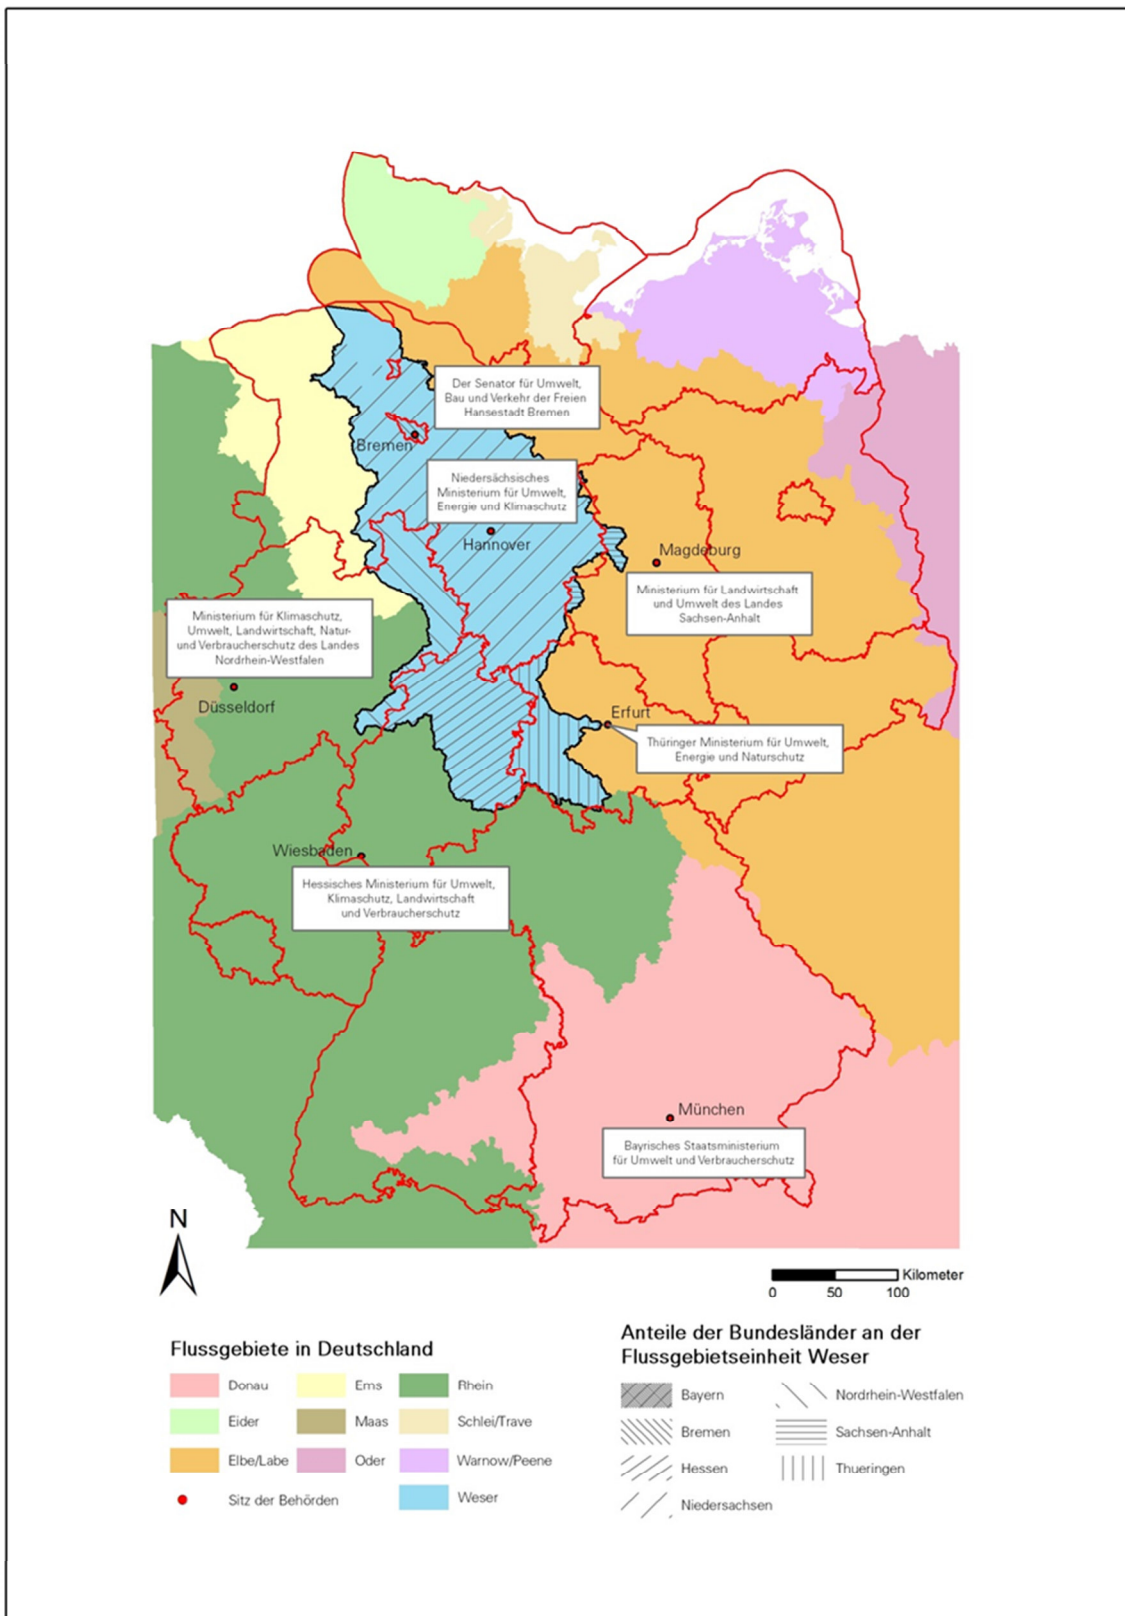 Der Senator für Umwelt,
Bau und Verkehr der Freien
Hansestadt Bremen
Bremen
Niedersächsisches
Ministerium für Umwelt,
Energie und Klimaschutz
Hannover
Magdeburg
Ministerium für Landwirtschaft
und Umwelt des Landes
Sachsen-Anhalt
Ministerium für Klimaschutz,
Umwelt, Landwirtschaft, Natur-
und Verbraucherschutz des Landes
Nordrhein-Westfalen
Düsseldorf
Erfurt
Thüringer Ministerium für Umwelt,
Energie und Naturschutz
Wiesbaden
Hessisches Ministerium für Umwelt,
Klimaschutz, Landwirtschaft
und Verbraucherschutz
München
Bayrisches Staatsministerium
für Umwelt und Verbraucherschutz
N
Kilometer
0 50 100
Flussgebiete in Deutschland
Donau
Ems
Rhein
Eider
Maas
Schlei/Trave
Elbe/Labe
Oder
Warnow/Peene
Sitz der Behörden
Weser
Anteile der Bundesländer an der
Flussgebietseinheit Weser
Bayern
Nordrhein-Westfalen
Bremen
Sachsen-Anhalt
Hessen
Thueringen
Niedersachsen